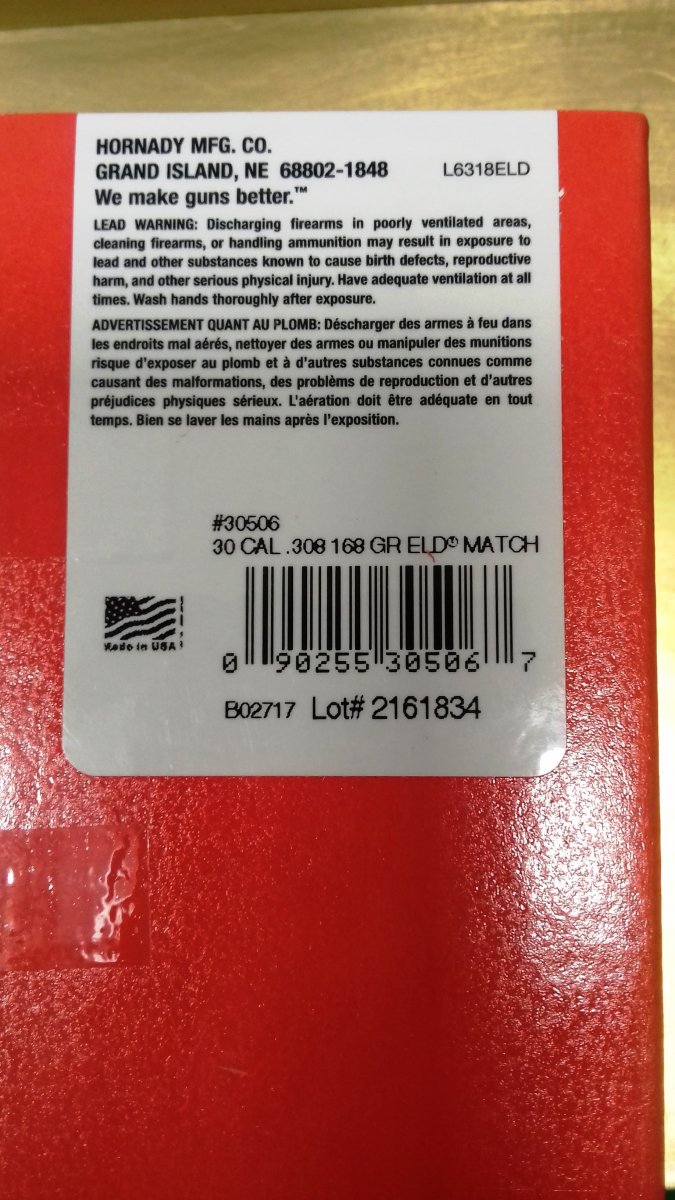 HORNADY MFG. CO.
GRAND ISLAND, NE 68802-1848 L6318ELD
We make guns better.™
LEAD WARNING: Discharging firearms in poorly ventilated areas,
cleaning firearms, or handling ammunition may result in exposure to
lead and other substances known to cause birth defects, reproductive
harm, and other serious physical injury. Have adequate ventilation at all
times. Wash hands thoroughly after exposure.
ADVERTISSEMENT QUANT AU PLOMB: Déscharger des armes à feu dans
les endroits mal aérés, nettoyer des armes ou manipuler des munitions
risque d'exposer au plomb et à d'autres substances connues comme
causant des malformations, des problèms de reproduction et d'autres
préjudices physiques sérieux. L'aération doit être adéquate en tout
temps. Bien se laver les mains après l'exposition.
#30506
30 CAL .308 168 GR ELD® MATCH
Made in USA
0 90255 30506 7
B02717 Lot# 2161834